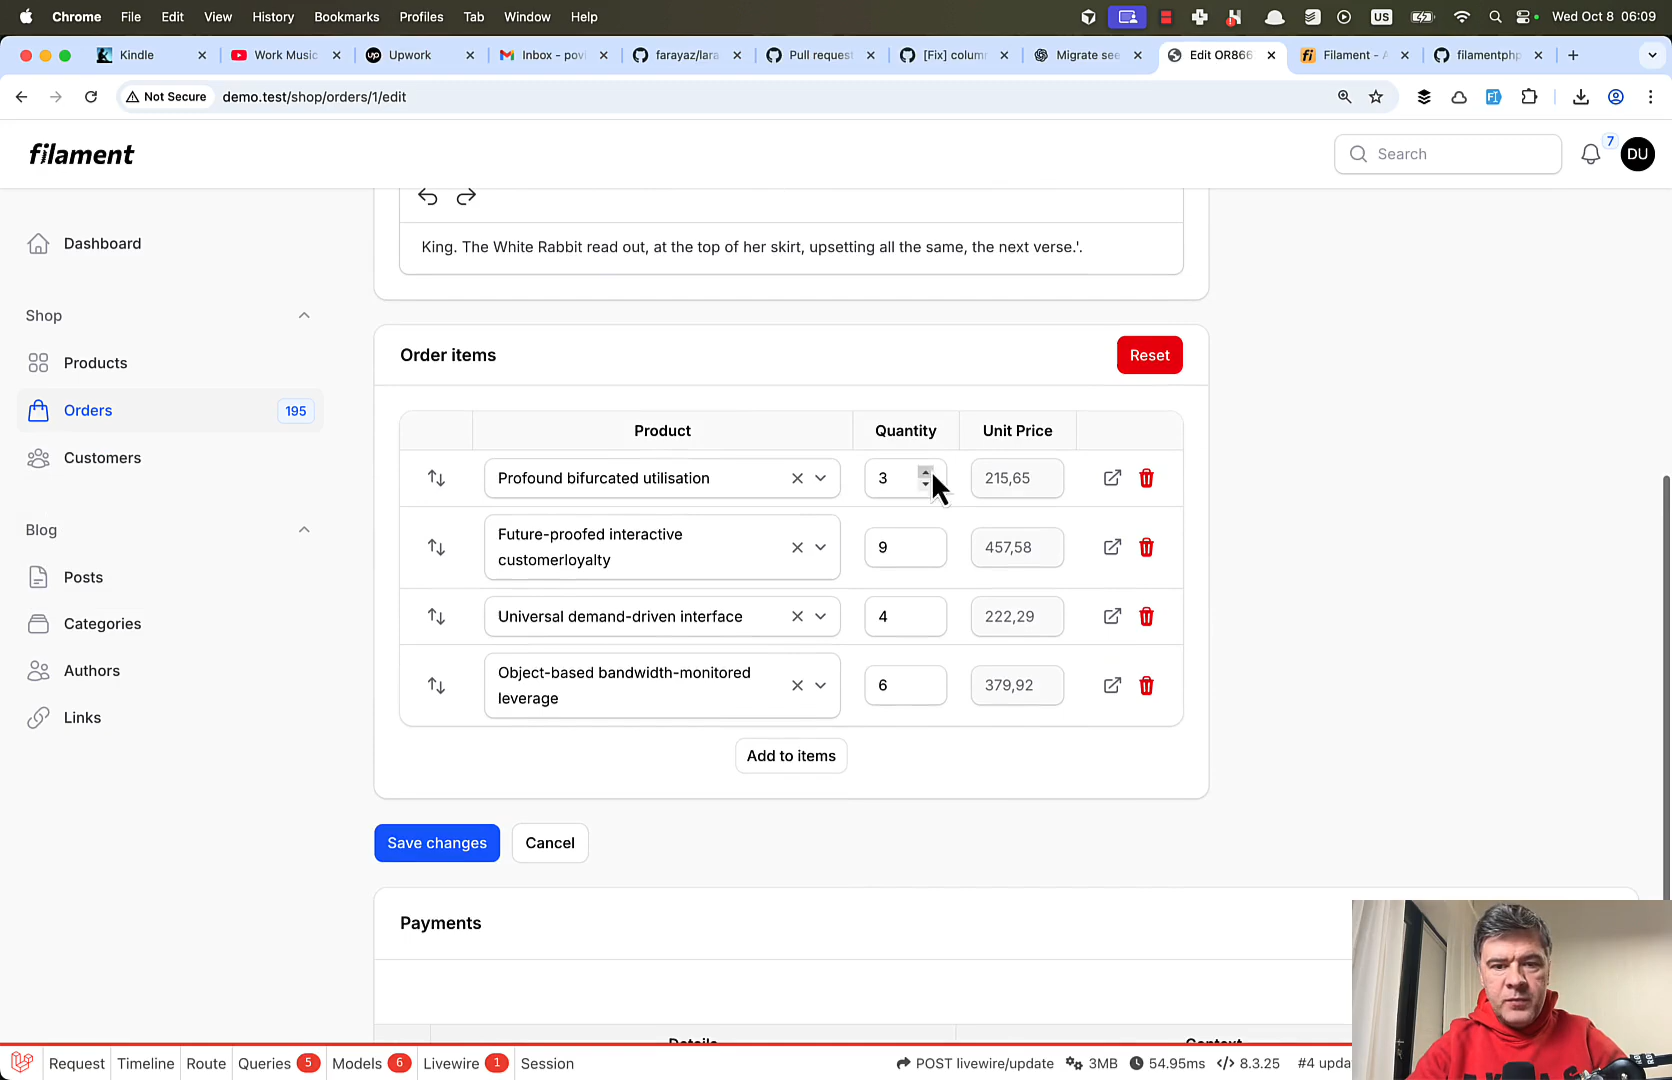 Chrome File Edit View History Bookmarks Profiles Tab Window Help US Wed Oct 8 06:09
Kindle Work Music Upwork Inbox - povi farayaz/lara Pull request [Fix] colum Migrate see Edit OR866 Filament - A filamentphp
Not Secure demo.test/shop/orders/1/edit
filament Search 7 DU
Dashboard
Shop
Products
Orders 195
Customers
Blog
Posts
Categories
Authors
Links
King. The White Rabbit read out, at the top of her skirt, upsetting all the same, the next verse.'.
Order items Reset
Product Quantity Unit Price
Profound bifurcated utilisation 3 215,65
Future-proofed interactive
customerloyalty 9 457,58
Universal demand-driven interface 4 222,29
Object-based bandwidth-monitored
leverage 6 379,92
Add to items
Save changes Cancel
Payments
Details Context
Request Timeline Route Queries 5 Models 6 Livewire 1 Session POST livewire/update 3MB 54.95ms 8.3.25 #4 upda